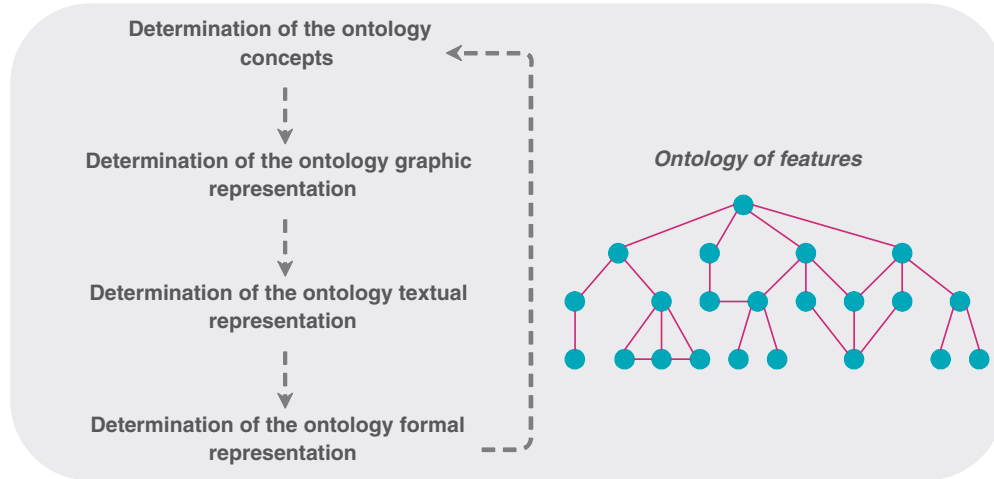 Determination of the ontology
concepts
Determination of the ontology graphic
representation
Determination of the ontology textual
representation
Determination of the ontology formal
representation
Ontology of features